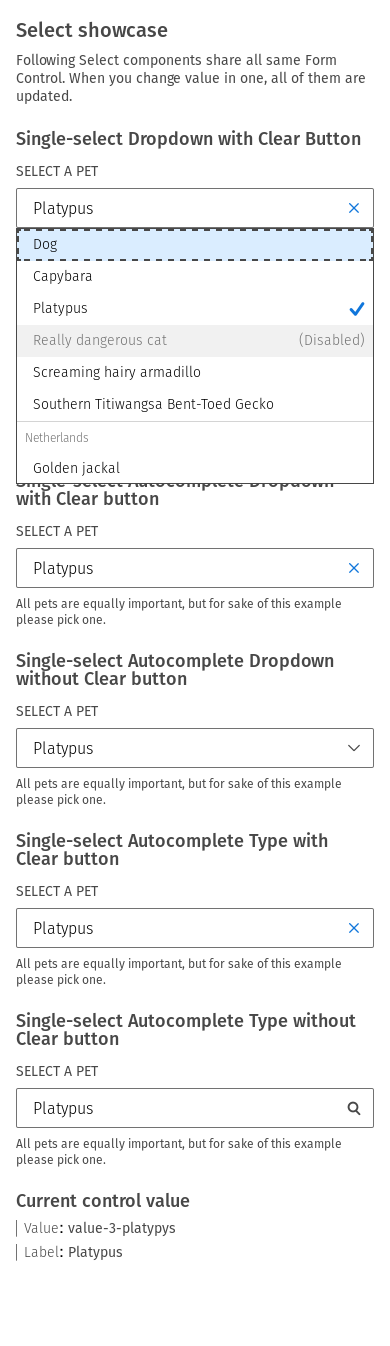 Select showcase
Following Select components share all same Form
Control. When you change value in one, all of them are
updated.
Single-select Dropdown with Clear Button
SELECT A PET
Platypus
Dog
Capybara
Platypus
Really dangerous cat (Disabled)
Screaming hairy armadillo
Southern Titiwangsa Bent-Toed Gecko
Netherlands
Golden jackal
Single-select Autocomplete Dropdown
with Clear button
SELECT A PET
Platypus
All pets are equally important, but for sake of this example
please pick one.
Single-select Autocomplete Dropdown
without Clear button
SELECT A PET
Platypus
All pets are equally important, but for sake of this example
please pick one.
Single-select Autocomplete Type with
Clear button
SELECT A PET
Platypus
All pets are equally important, but for sake of this example
please pick one.
Single-select Autocomplete Type without
Clear button
SELECT A PET
Platypus
All pets are equally important, but for sake of this example
please pick one.
Current control value
Value: value-3-platypys
Label: Platypus